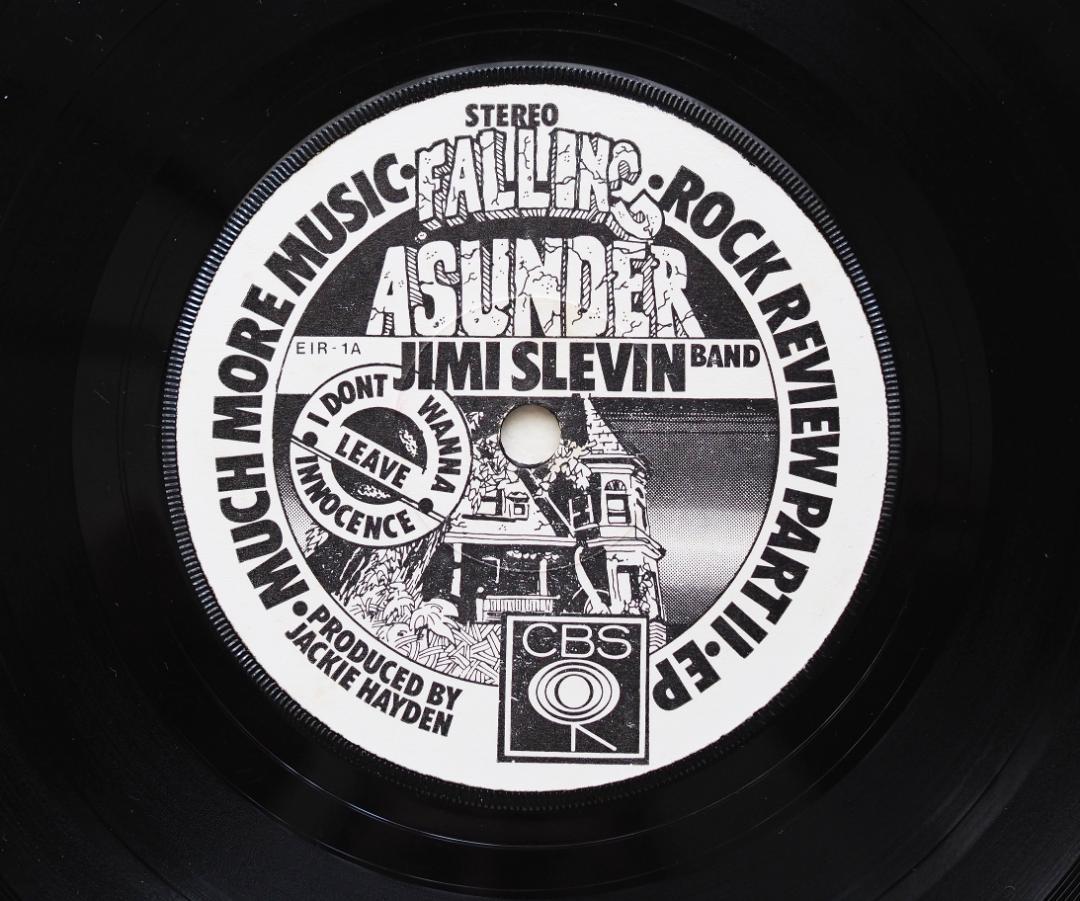 STEREO
FALLING
ASUNDER
EIR-1A
JIMI SLEVIN BAND
I DONT WANNA
LEAVE
INNOCENCE
MUCH MORE MUSIC · ROCK REVIEW PART II · EP
PRODUCED BY
JACKIE HAYDEN
CBS